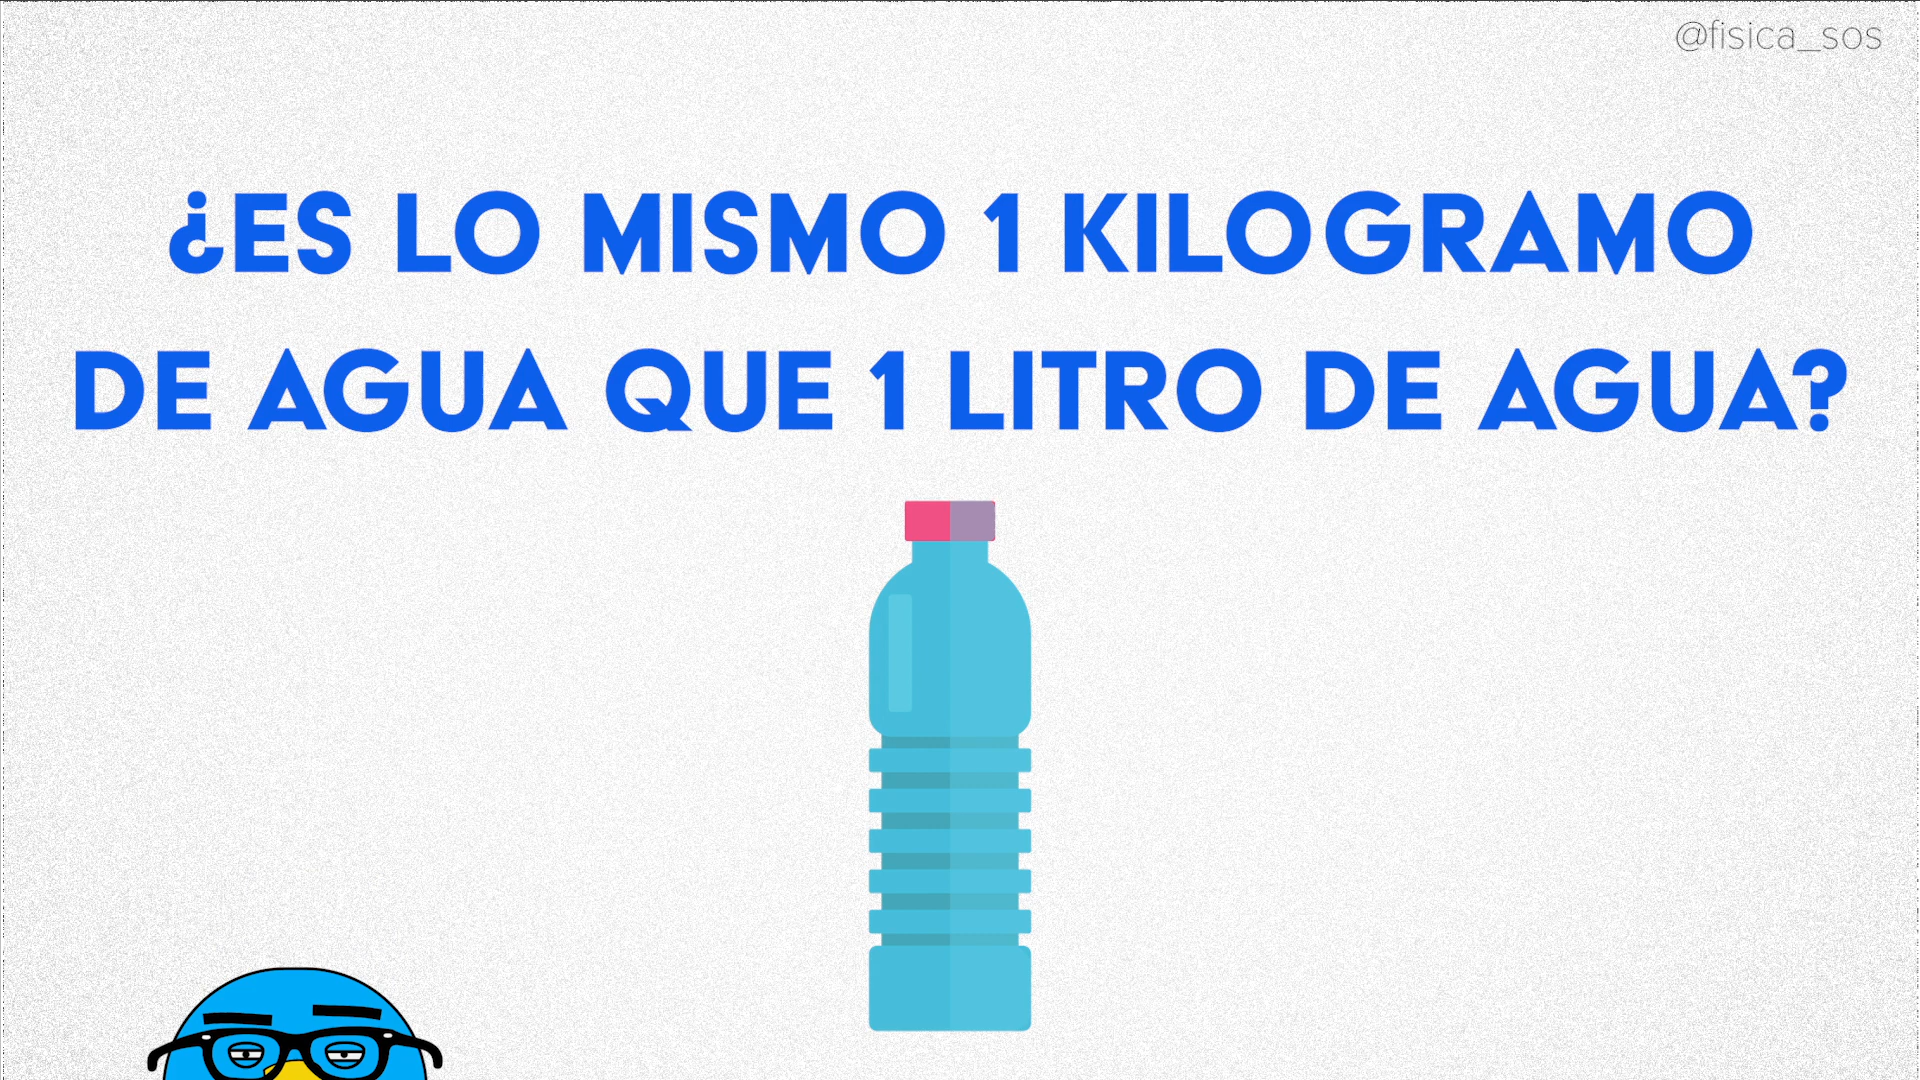 @fisica_sos
¿ES LO MISMO 1 KILOGRAMO
DE AGUA QUE 1 LITRO DE AGUA?